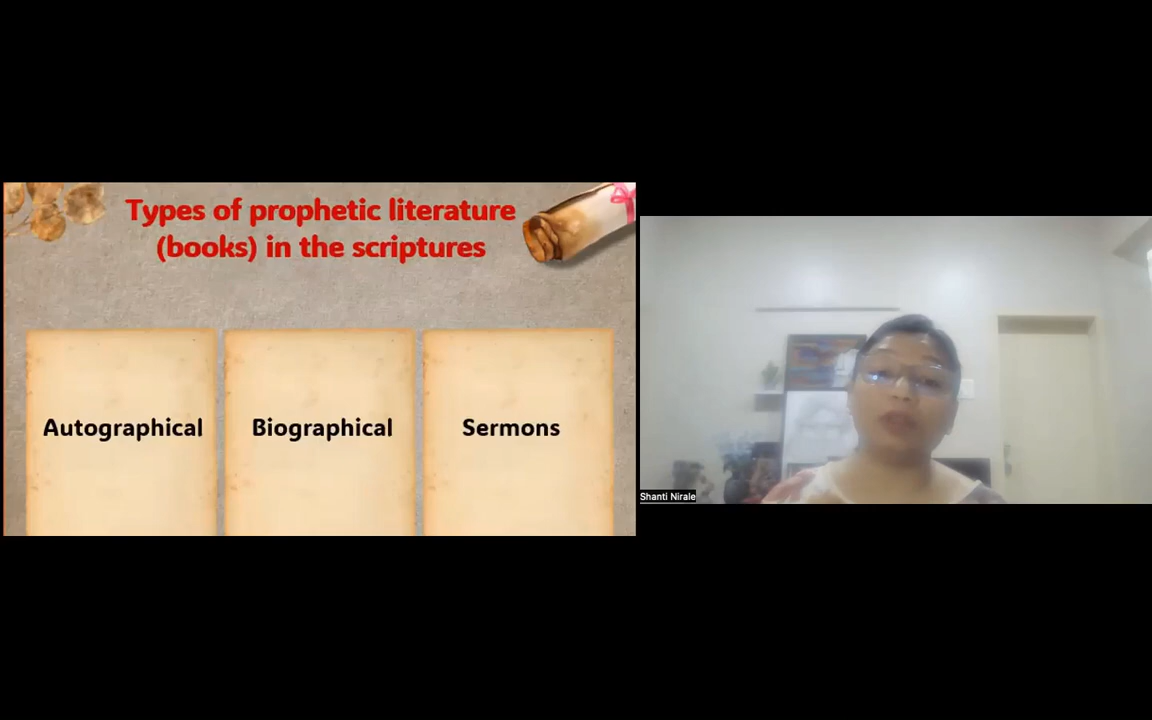 Types of prophetic literature
(books) in the scriptures
Autographical
Biographical
Sermons
Shanti Nirale